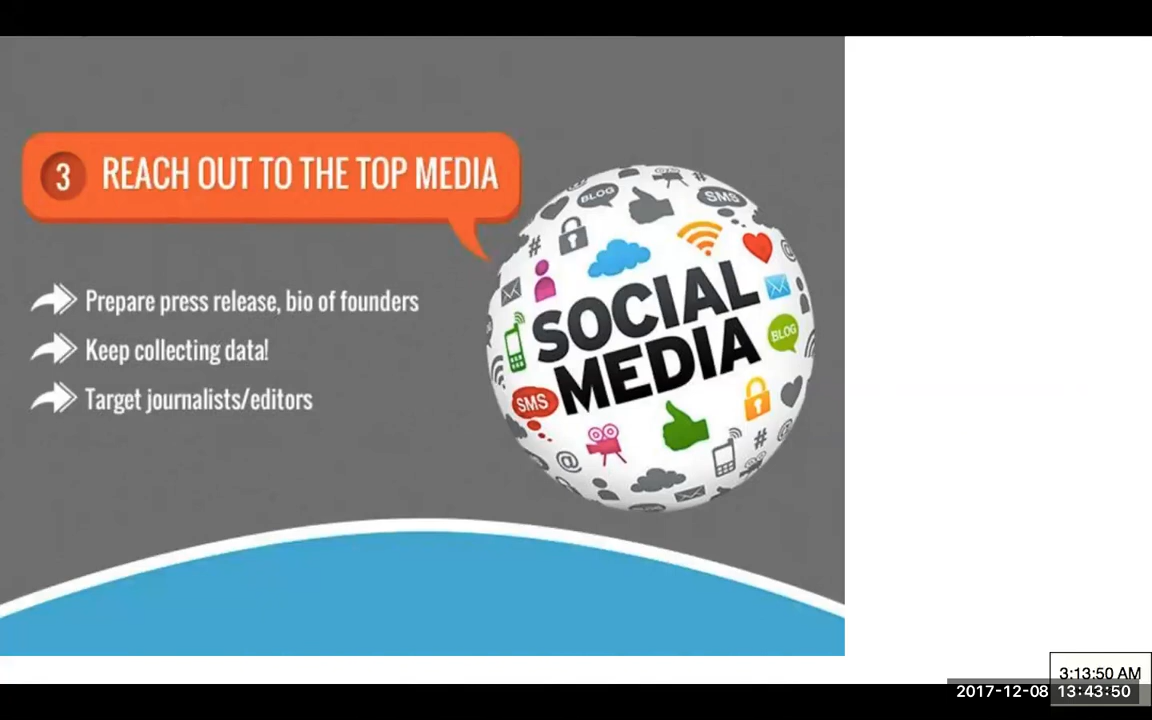 3 REACH OUT TO THE TOP MEDIA
Prepare press release, bio of founders
Keep collecting data!
Target journalists/editors
BLOG
SMS
#
@
SOCIAL
MEDIA
BLOG
SMS
@
#
@
3:13:50 AM
2017-12-08 13:43:50